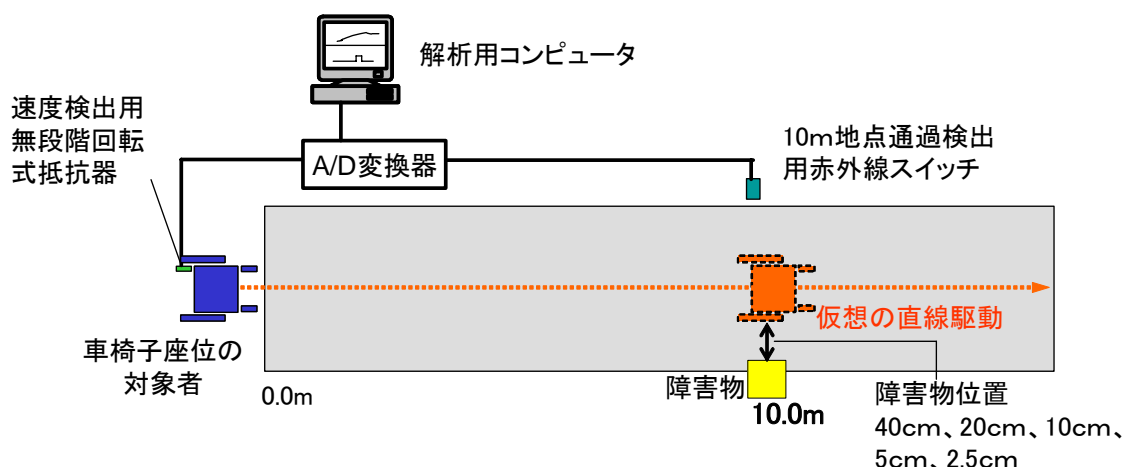 解析用コンピュータ
速度検出用
無段階回転
式抵抗器
A/D変換器
10m地点通過検出
用赤外線スイッチ
仮想の直線駆動
車椅子座位の
対象者
0.0m
障害物
10.0m
障害物位置
40cm、20cm、10cm、
5cm、2.5cm